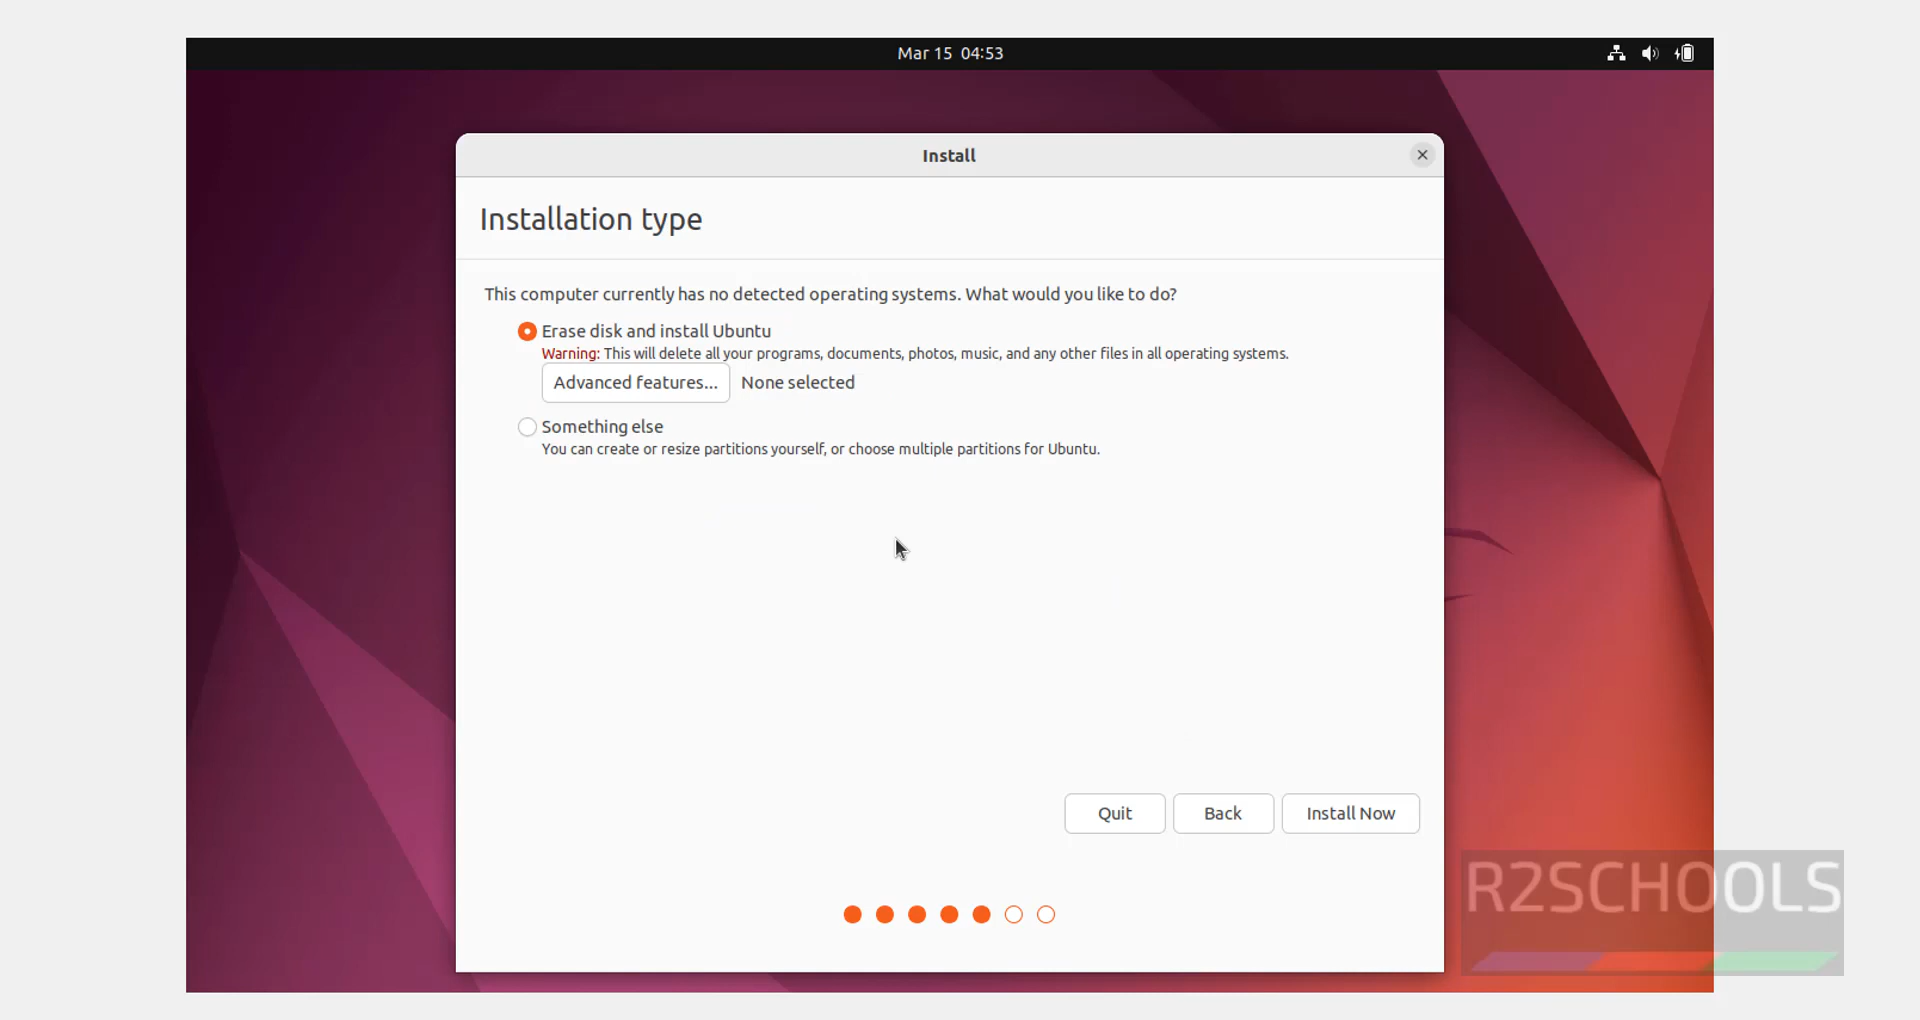 Mar 15 04:53
Install
Installation type
This computer currently has no detected operating systems. What would you like to do?
Erase disk and install Ubuntu
Warning: This will delete all your programs, documents, photos, music, and any other files in all operating systems.
Advanced features... None selected
Something else
You can create or resize partitions yourself, or choose multiple partitions for Ubuntu.
Quit Back Install Now
R2SCHOOLS